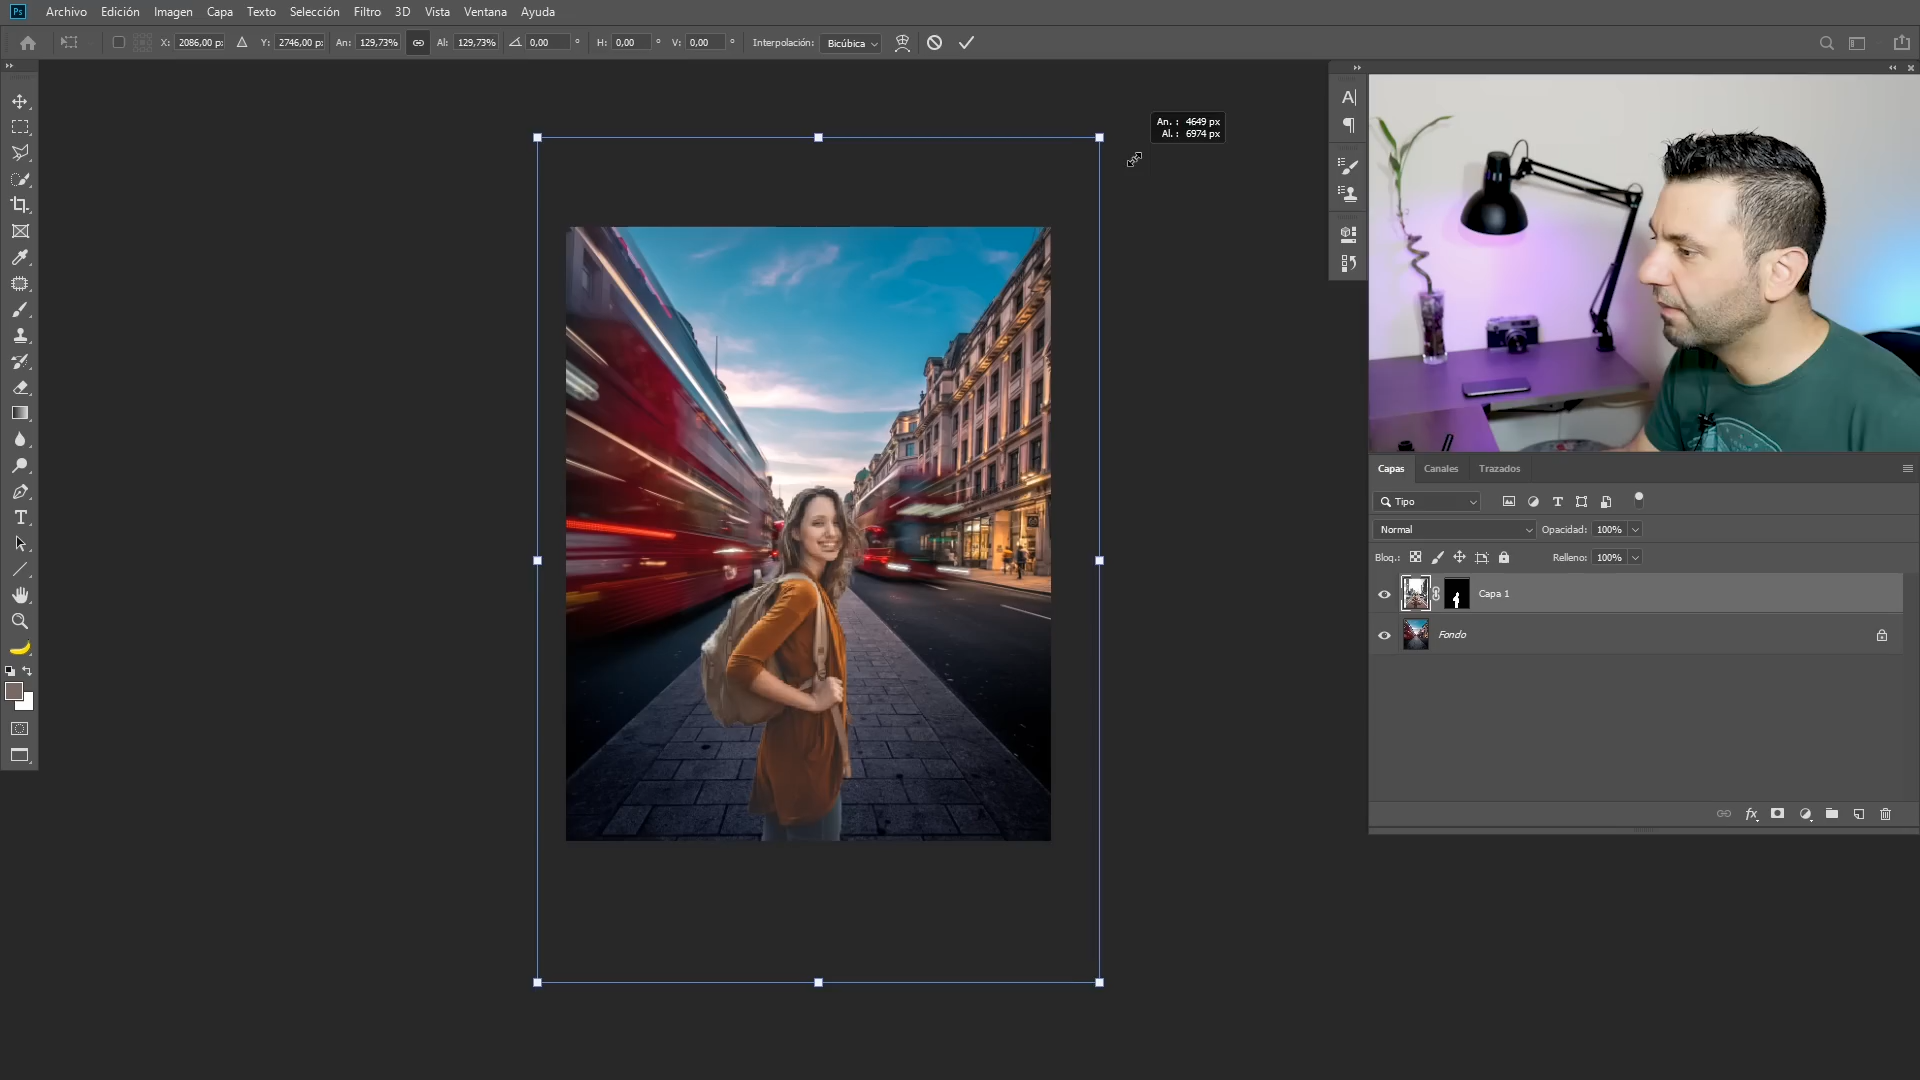 Ps Archivo Edición Imagen Capa Texto Selección Filtro 3D Vista Ventana Ayuda
X: 2086,00 p: Y: 2746,00 p: An: 129,73% Al: 129,73% 0,00 ° H: 0,00 ° V: 0,00 ° Interpolación: Bicúbica
An. : 4649 px
Al. : 6974 px
Capas Canales Trazados
Tipo
Normal Opacidad: 100%
Bloq.: Relleno: 100%
Capa 1
Fondo
fx